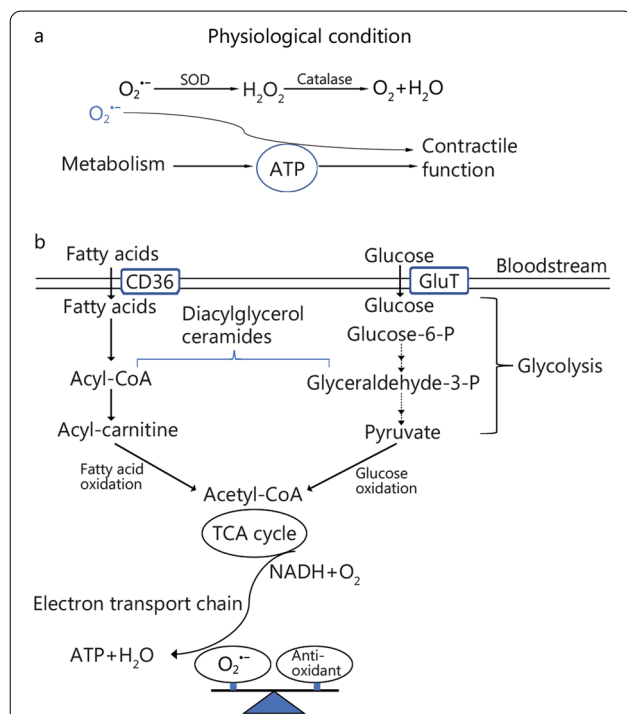 a
Physiological condition
O₂•− SOD H₂O₂ Catalase O₂+H₂O
O₂•−
Metabolism ATP Contractile
function
b
Fatty acids Glucose
CD36 GluT Bloodstream
Fatty acids Glucose
Diacylglycerol
ceramides
Glucose-6-P
Glycolysis
Acyl-CoA Glyceraldehyde-3-P
Acyl-carnitine Pyruvate
Fatty acid
oxidation
Glucose
oxidation
Acetyl-CoA
TCA cycle
NADH+O₂
Electron transport chain
ATP+H₂O O₂•− Anti-
oxidant